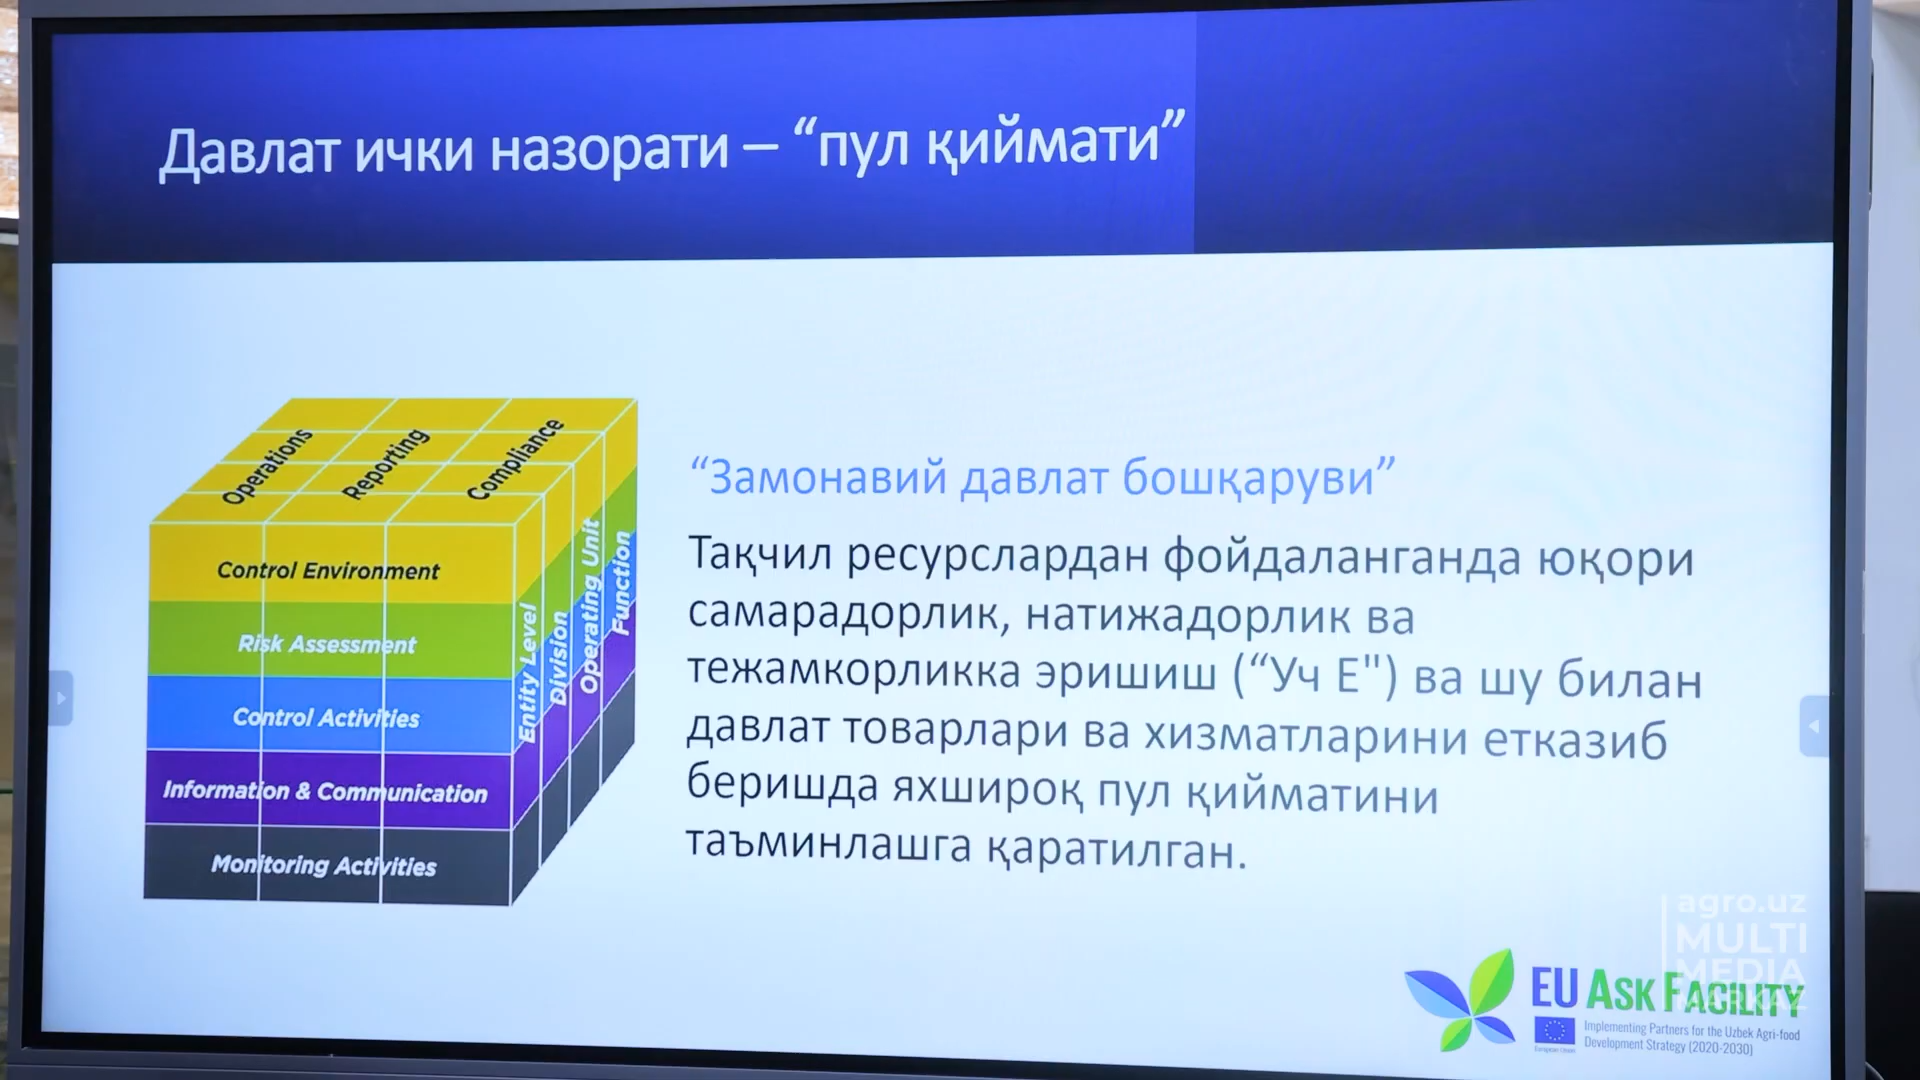 Давлат ички назорати – “пул қиймати”
Operations
Reporting
Compliance
Control Environment
Risk Assessment
Control Activities
Information & Communication
Monitoring Activities
Entity Level
Division
Operating Unit
Function
“Замонавий давлат бошқаруви”
Тақчил ресурслардан фойдаланганда юқори
самарадорлик, натижадорлик ва
тежамкорликка эришиш (“Уч Е") ва шу билан
давлат товарлари ва хизматларини етказиб
беришда яхшироқ пул қийматини
таъминлашга қаратилган.
agro.uz
MULTI
MEDIA
MARKAZ
EU ASK FACILITY
European Union
Implementing Partners for the Uzbek Agri-food
Development Strategy (2020-2030)